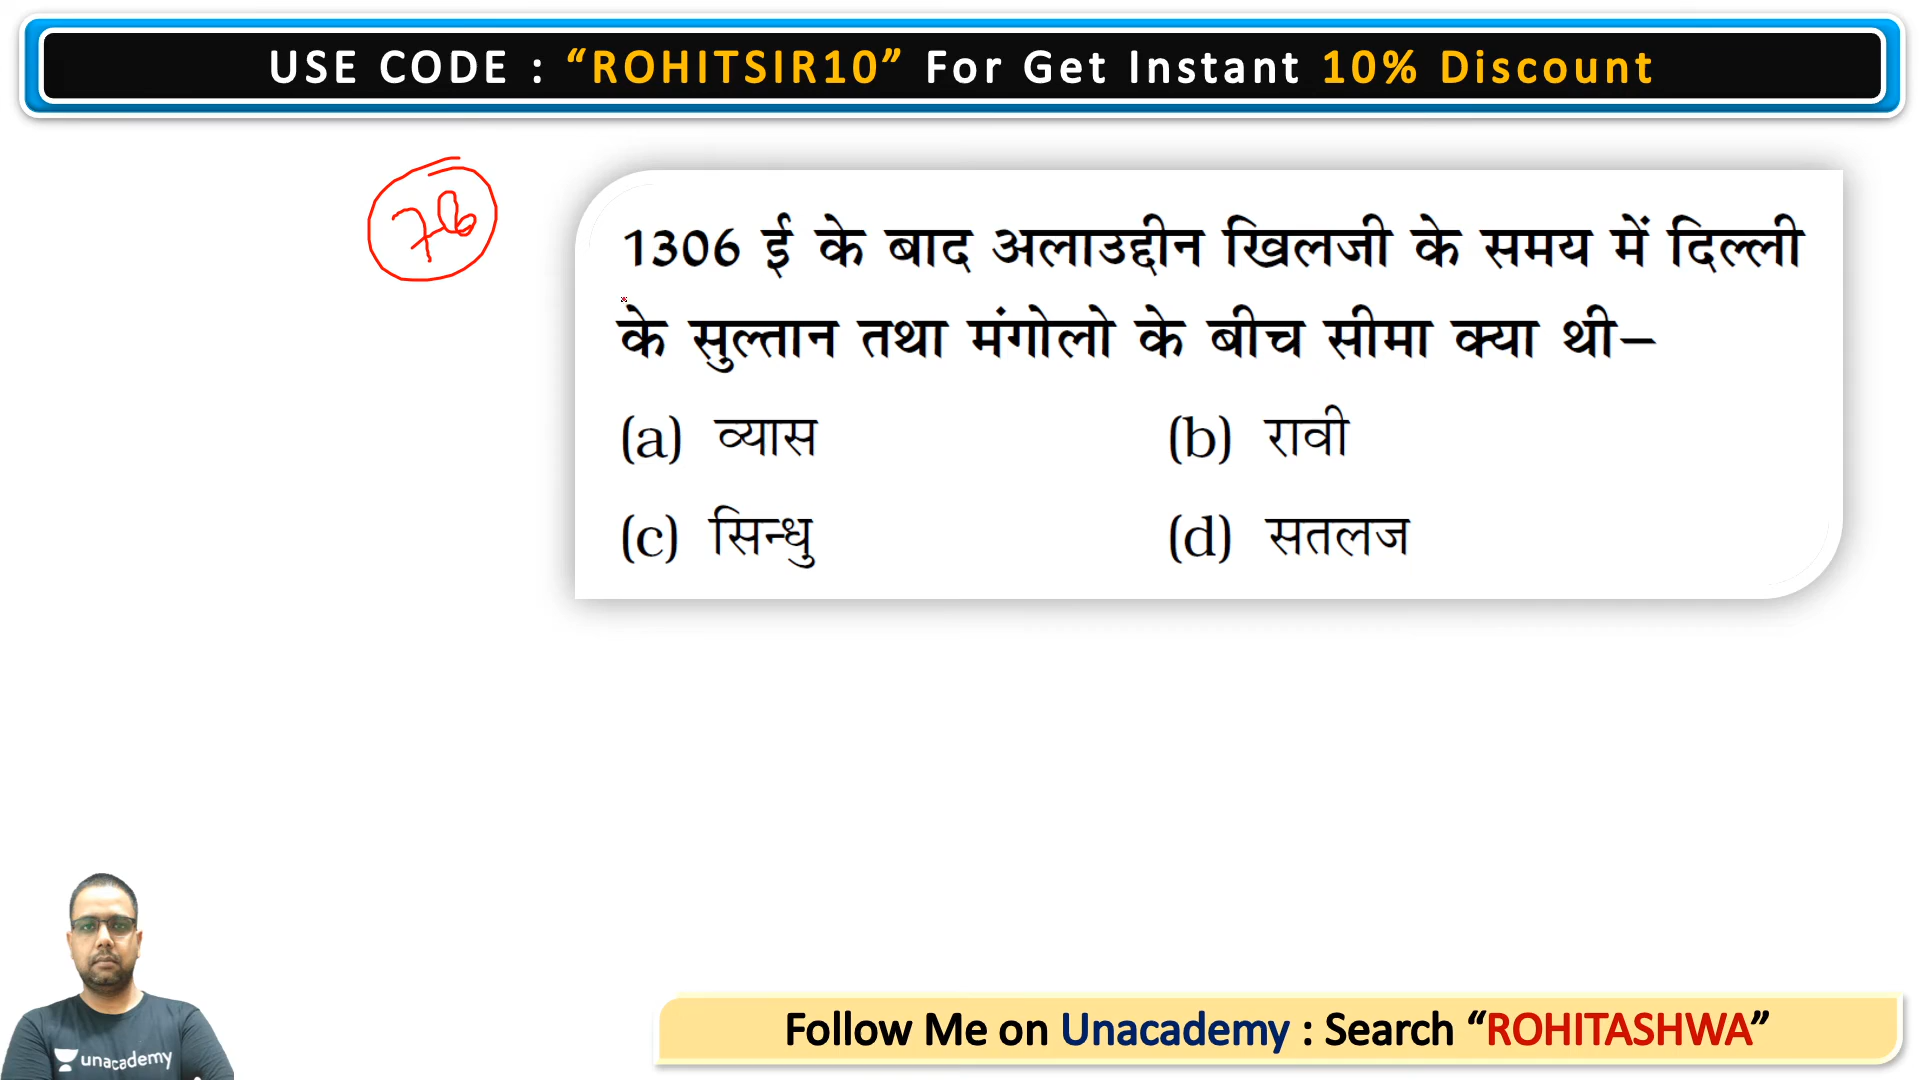 USE CODE : “ROHITSIR10” For Get Instant 10% Discount
78
1306 ई के बाद अलाउद्दीन खिलजी के समय में दिल्ली
के सुल्तान तथा मंगोलो के बीच सीमा क्या थी–
(a) व्यास (b) रावी
(c) सिन्धु (d) सतलज
unacademy
Follow Me on Unacademy : Search “ROHITASHWA”